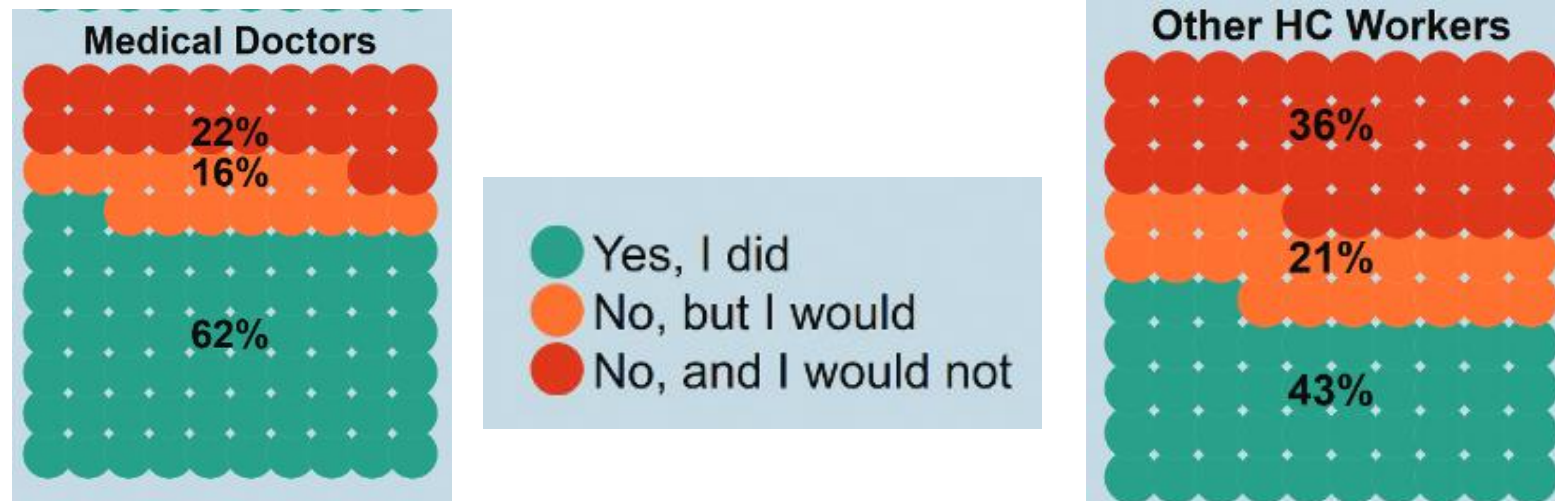 Medical Doctors
22%
16%
62%
Yes, I did
No, but I would
No, and I would not
Other HC Workers
36%
21%
43%